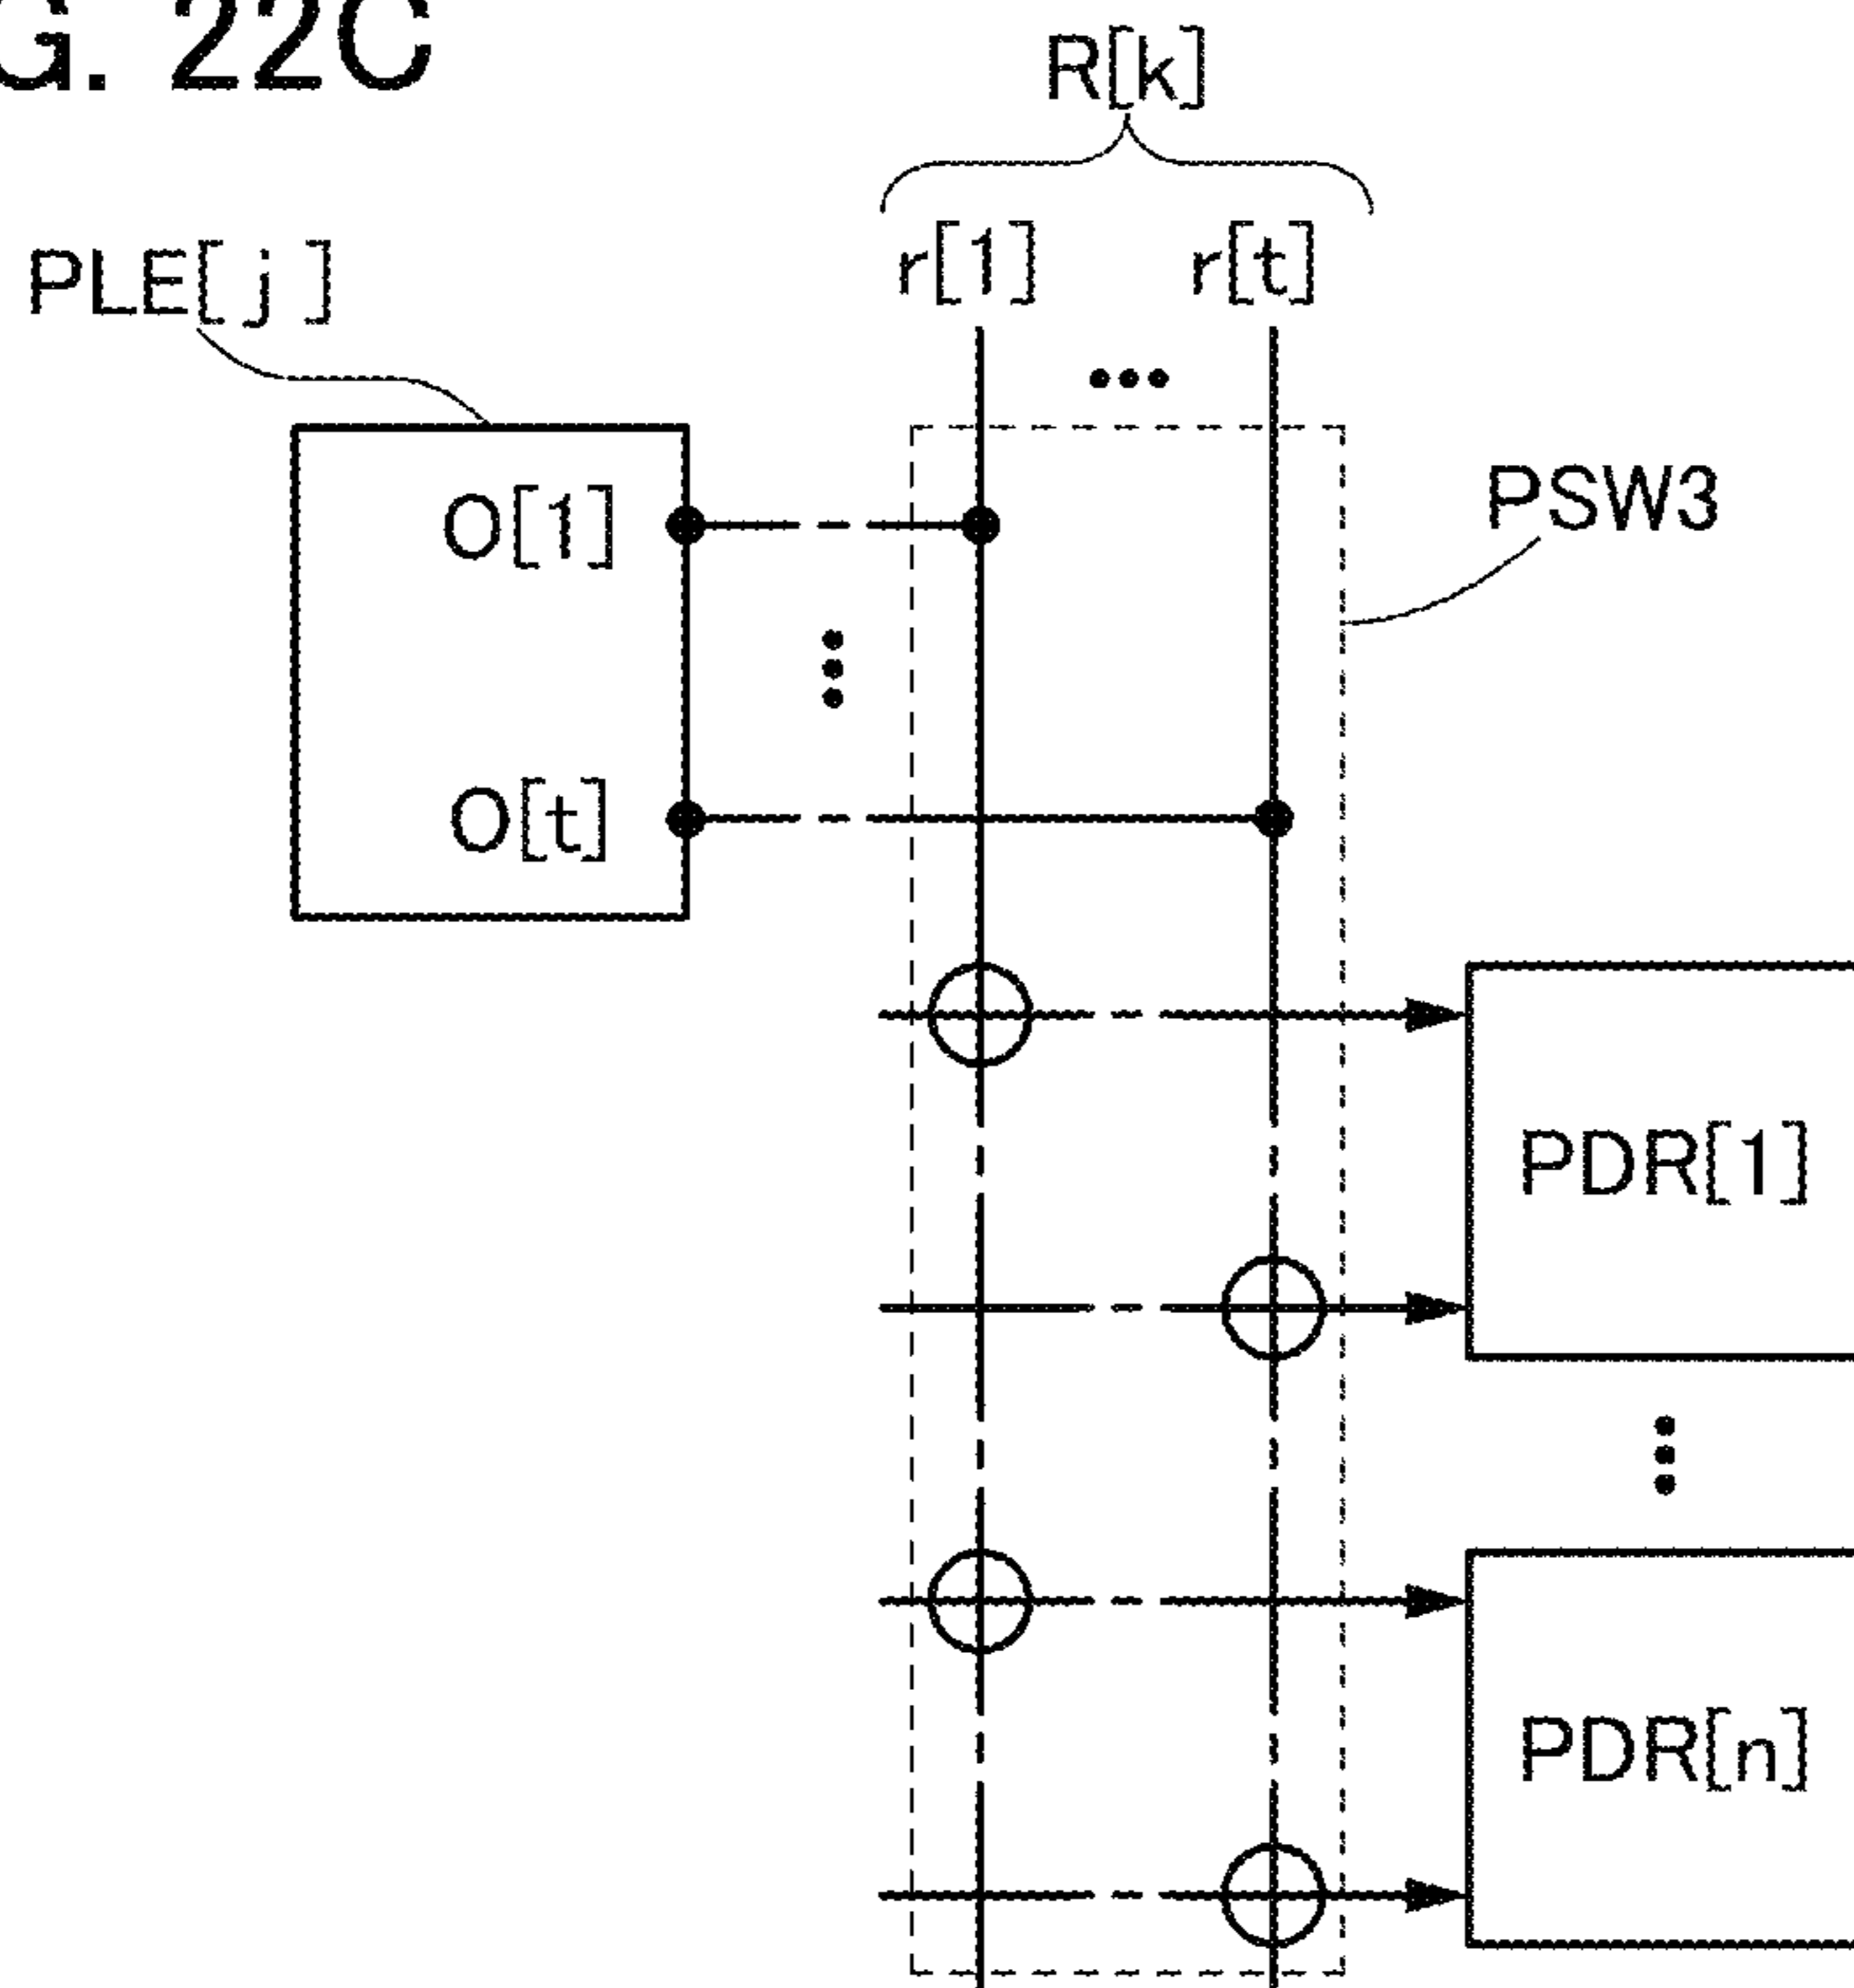 G. 22C
R[k]
r[1] r[t]
PLE[j]
PSW3
O[1]
O[t]
PDR[1]
PDR[n]